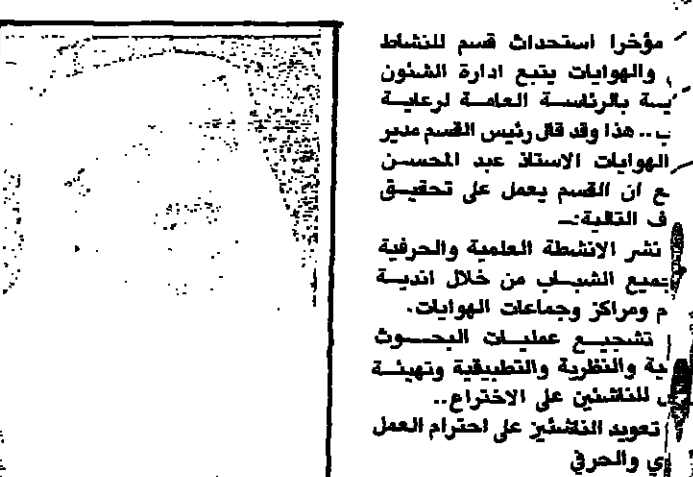 مؤخرا استحداث قسم للنشاط
والهوايات يتبع ادارة الشئون
بالرئاسة العامة لرعاية
.. هذا وقد قال رئيس القسم مدير
الهوايات الاستاذ عبد المحسن
ان القسم يعمل على تحقيق
التالية:ـ
نشر الانشطة العلمية والحرفية
لجميع الشباب من خلال اندية
ومراكز وجماعات الهوايات.
تشجيع عمليات البحوث
والنظرية والتطبيقية وتهيئة
للناشئين على الاختراع..
تعويد الناشئين على احترام العمل
والحرفي